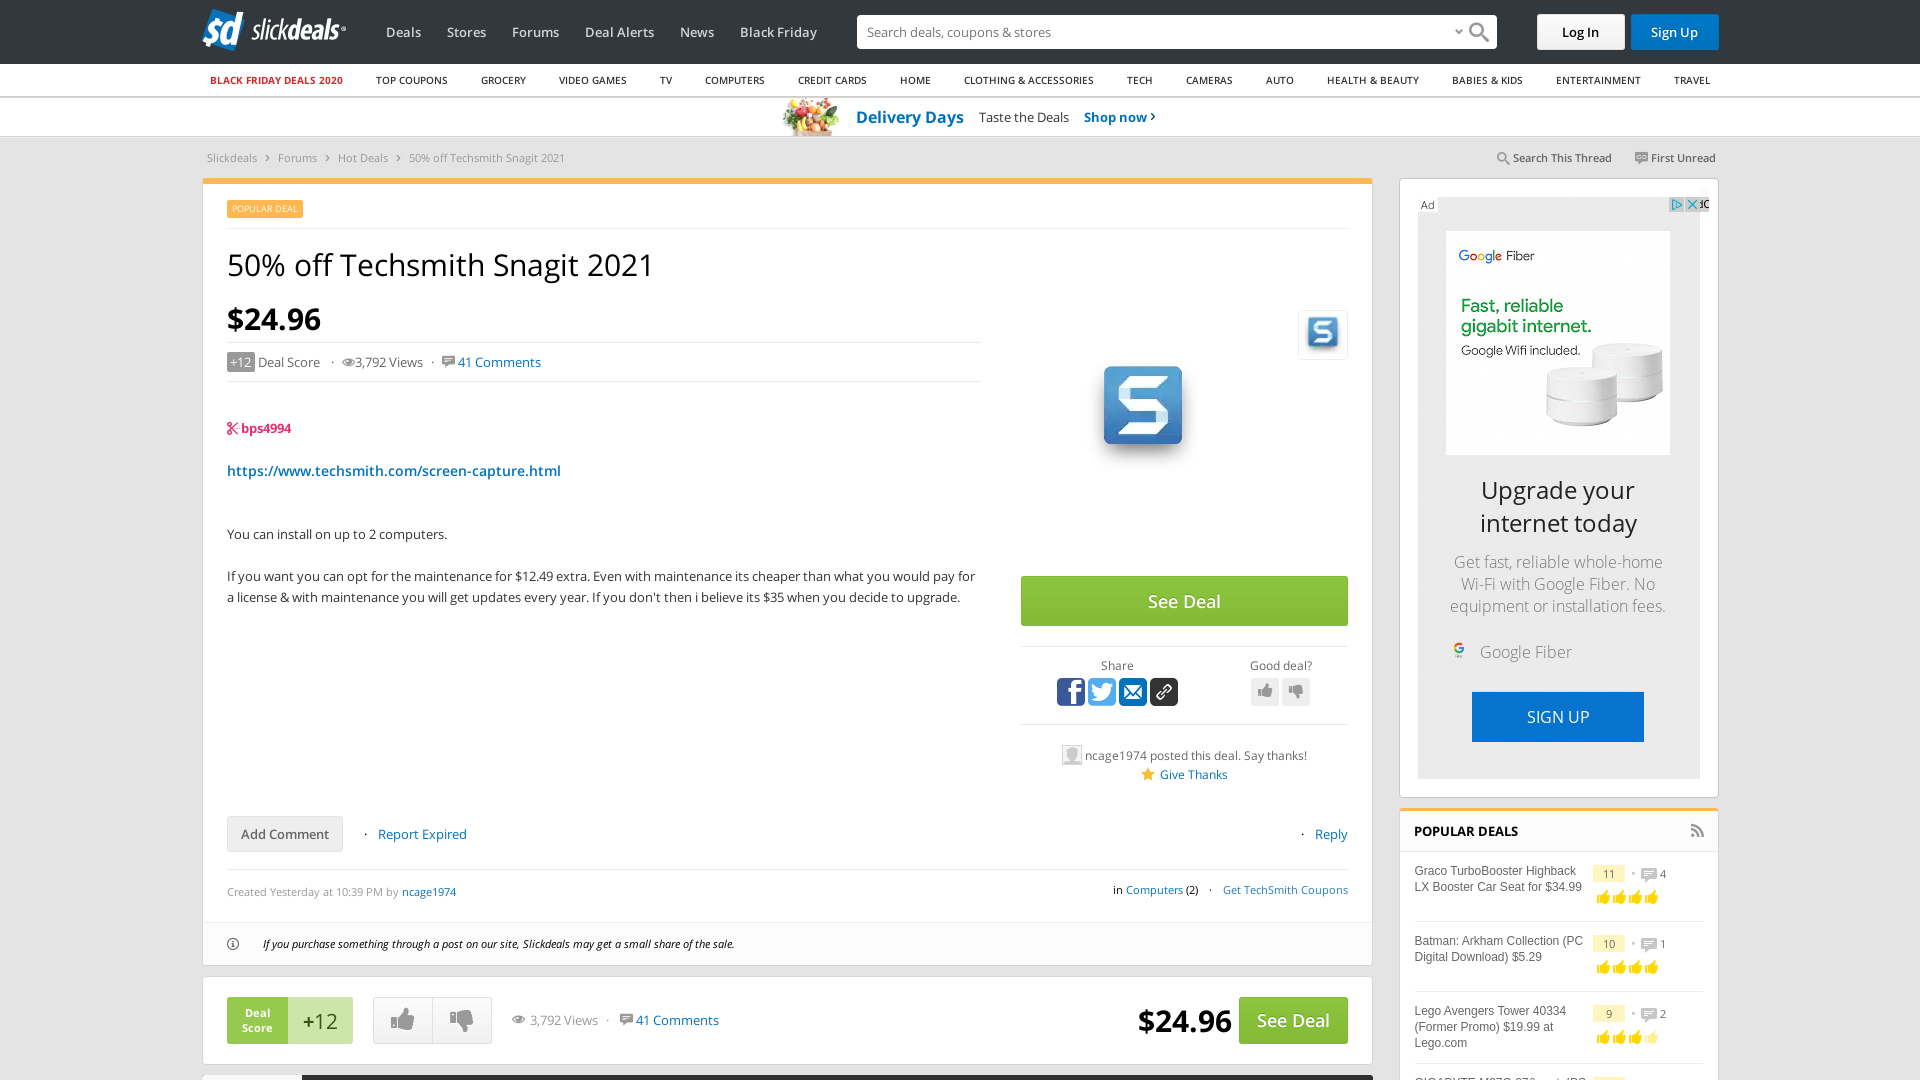 sd slickdeals
Deals Stores Forums Deal Alerts News Black Friday
Search deals, coupons & stores
Log In Sign Up
BLACK FRIDAY DEALS 2020 TOP COUPONS GROCERY VIDEO GAMES TV COMPUTERS CREDIT CARDS HOME CLOTHING & ACCESSORIES TECH CAMERAS AUTO HEALTH & BEAUTY BABIES & KIDS ENTERTAINMENT TRAVEL
Delivery Days Taste the Deals Shop now
Slickdeals › Forums › Hot Deals › 50% off Techsmith Snagit 2021
Search This Thread First Unread
POPULAR DEAL
50% off Techsmith Snagit 2021
$24.96
+12 Deal Score · 3,792 Views · 41 Comments
bps4994
https://www.techsmith.com/screen-capture.html
You can install on up to 2 computers.
If you want you can opt for the maintenance for $12.49 extra. Even with maintenance its cheaper than what you would pay for
a license & with maintenance you will get updates every year. If you don't then i believe its $35 when you decide to upgrade.
S
S
See Deal
Share Good deal?
ncage1974 posted this deal. Say thanks!
Give Thanks
Add Comment · Report Expired · Reply
Created Yesterday at 10:39 PM by ncage1974
in Computers (2) · Get TechSmith Coupons
If you purchase something through a post on our site, Slickdeals may get a small share of the sale.
Deal
Score
+12
3,792 Views · 41 Comments
$24.96 See Deal
Ad
Google Fiber
Fast, reliable
gigabit internet.
Google Wifi included.
Upgrade your
internet today
Get fast, reliable whole-home
Wi-Fi with Google Fiber. No
equipment or installation fees.
Google Fiber
SIGN UP
POPULAR DEALS
Graco TurboBooster Highback
LX Booster Car Seat for $34.99
11 • 4
Batman: Arkham Collection (PC
Digital Download) $5.29
10 • 1
Lego Avengers Tower 40334
(Former Promo) $19.99 at
Lego.com
9 • 2